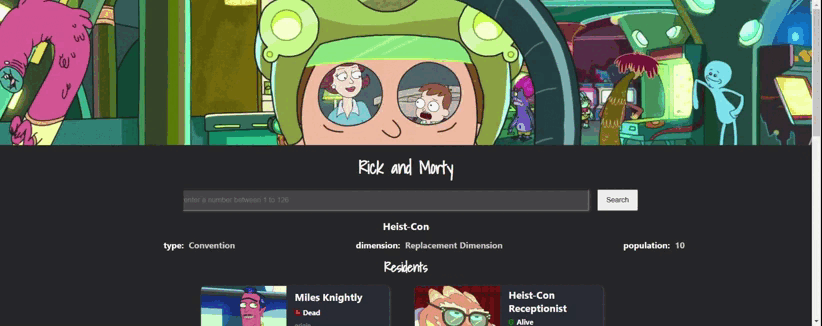 Rick and Morty
enter a number between 1 to 126
Search
Heist-Con
type: Convention
dimension: Replacement Dimension
population: 10
Residents
Miles Knightly
Dead
origin
Heist-Con
Receptionist
Alive